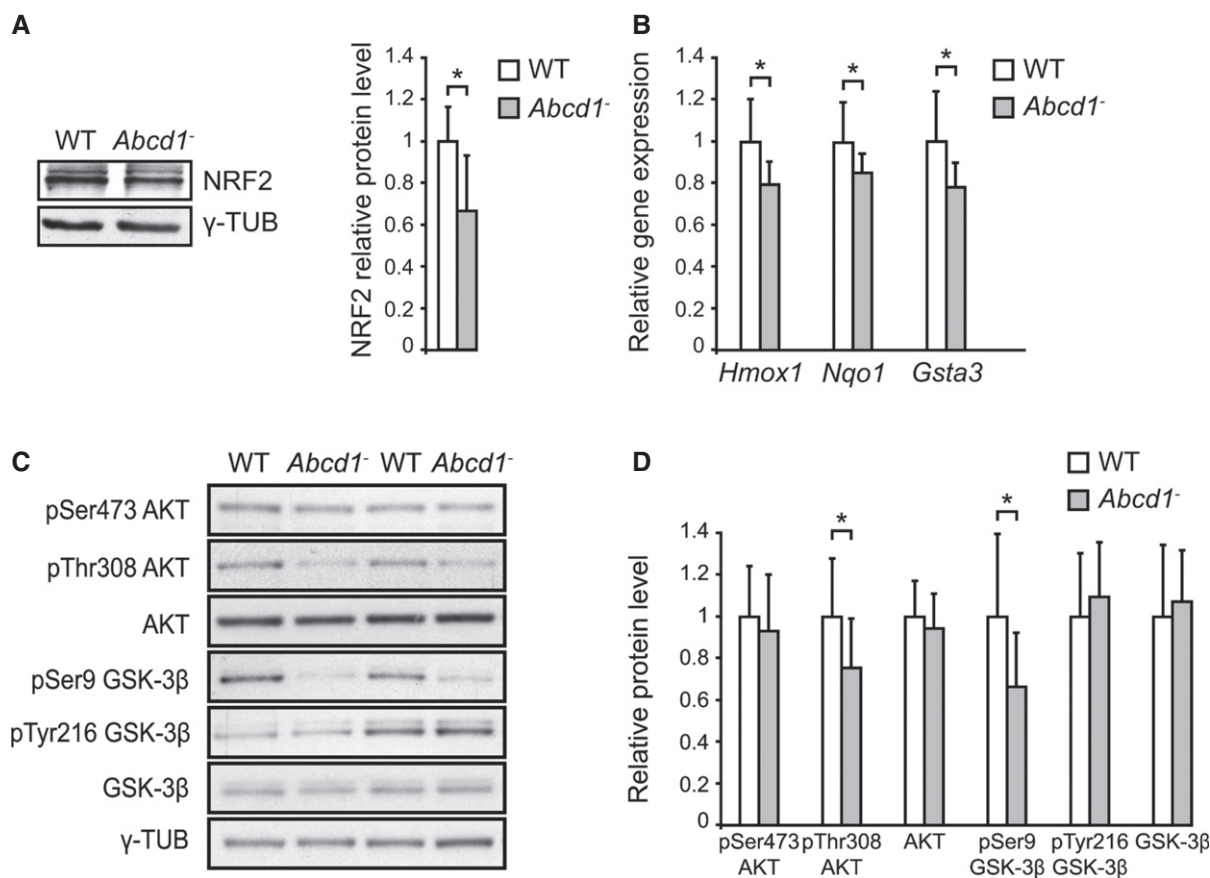 A
WT Abcd1-
NRF2
γ-TUB
NRF2 relative protein level
1.4
1.2
1
0.8
0.6
0.4
0.2
0
*
WT
Abcd1-
B
Relative gene expression
1.4
1.2
1
0.8
0.6
0.4
0.2
0
* * *
WT
Abcd1-
Hmox1 Nqo1 Gsta3
C
WT Abcd1- WT Abcd1-
pSer473 AKT
pThr308 AKT
AKT
pSer9 GSK-3β
pTyr216 GSK-3β
GSK-3β
γ-TUB
D
WT
Abcd1-
Relative protein level
1.4
1.2
1
0.8
0.6
0.4
0.2
0
* *
pSer473 AKT
pThr308 AKT
AKT
pSer9 GSK-3β
pTyr216 GSK-3β
GSK-3β